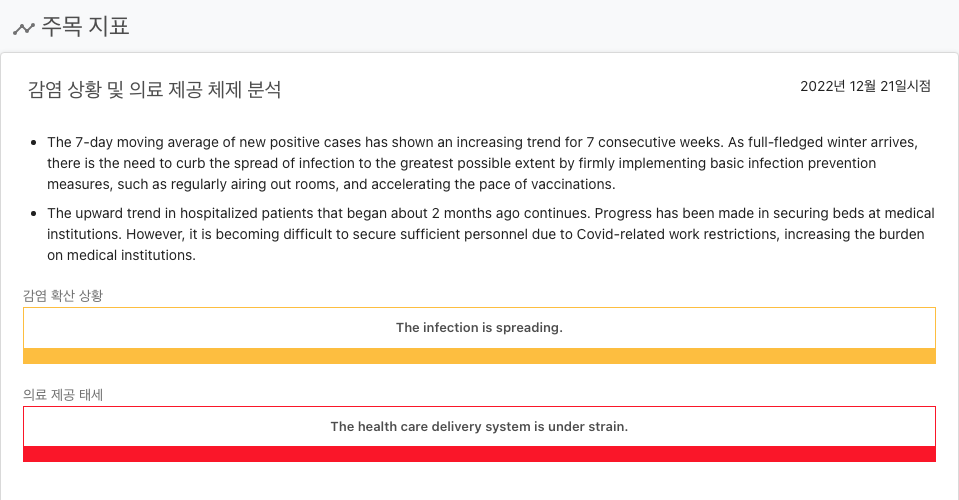 주목 지표
감염 상황 및 의료 제공 체제 분석
2022년 12월 21일시점
The 7-day moving average of new positive cases has shown an increasing trend for 7 consecutive weeks. As full-fledged winter arrives,
there is the need to curb the spread of infection to the greatest possible extent by firmly implementing basic infection prevention
measures, such as regularly airing out rooms, and accelerating the pace of vaccinations.
The upward trend in hospitalized patients that began about 2 months ago continues. Progress has been made in securing beds at medical
institutions. However, it is becoming difficult to secure sufficient personnel due to Covid-related work restrictions, increasing the burden
on medical institutions.
감염 확산 상황
The infection is spreading.
의료 제공 태세
The health care delivery system is under strain.